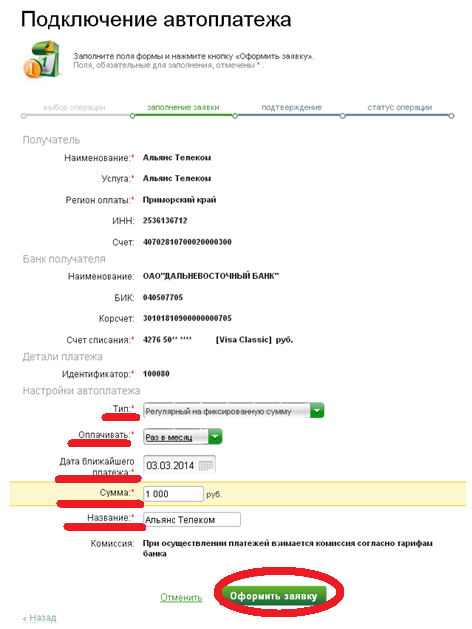 Подключение автоплатежа
Заполните поля формы и нажмите кнопку «Оформить заявку».
Поля, обязательные для заполнения, отмечены * .
выбор операции заполнение заявки подтверждение статус операции
Получатель
Наименование:* Альянс Телеком
Услуга:* Альянс Телеком
Регион оплаты:* Приморский край
ИНН: 2536136712
Счет: 40702810700020000300
Банк получателя
Наименование: ОАО"ДАЛЬНЕВОСТОЧНЫЙ БАНК"
БИК: 040507705
Корсчет: 30101810900000000705
Счет списания:* 4276 50** **** [Visa Classic] руб.
Детали платежа
Идентификатор:* 100080
Настройки автоплатежа
Тип:* Регулярный на фиксированную сумму
Оплачивать:* Раз в месяц
Дата ближайшего
платежа:* 03.03.2014
Сумма:* 1 000 руб.
Название:* Альянс Телеком
Комиссия: При осуществлении платежей взимается комиссия согласно тарифам
банка
Отменить Оформить заявку
« Назад